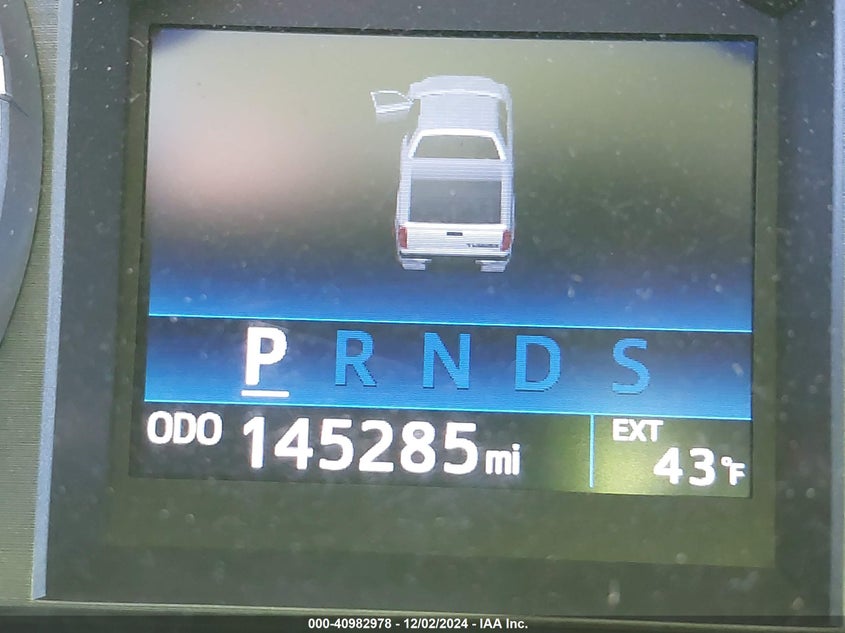 P R N D S
ODO 145285 mi
EXT
43°F
000-40982978 - 12/02/2024 - IAA Inc.